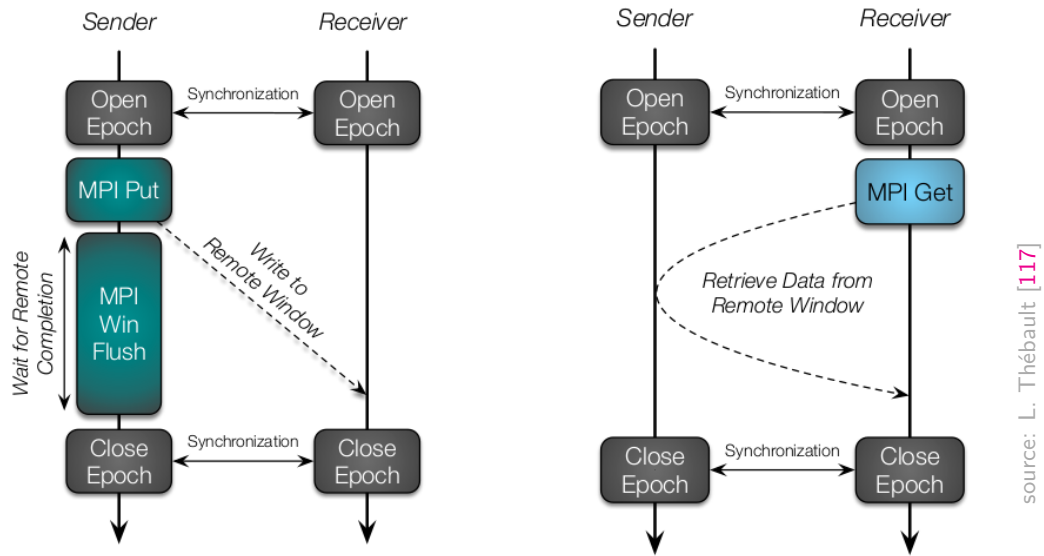 Sender
Receiver
Open
Epoch
Synchronization
Open
Epoch
MPI Put
Wait for Remote
Completion
MPI
Win
Flush
Write to
Remote Window
Close
Epoch
Synchronization
Close
Epoch
Sender
Receiver
Open
Epoch
Synchronization
Open
Epoch
MPI Get
Retrieve Data from
Remote Window
Close
Epoch
Synchronization
Close
Epoch
source: L. Thébault [117]